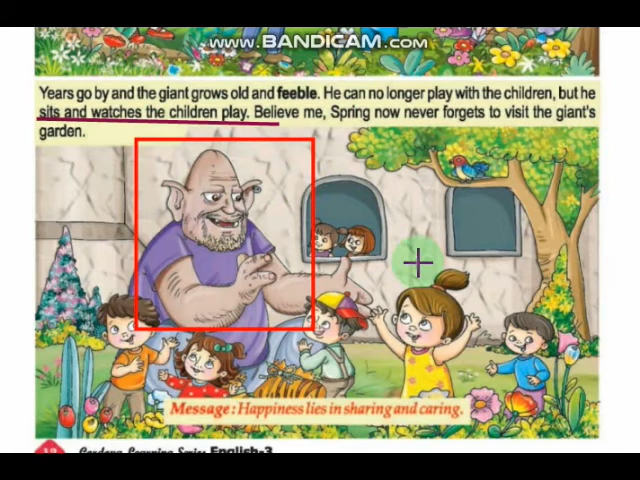 www.BANDICAM.com
Years go by and the giant grows old and feeble. He can no longer play with the children, but he
sits and watches the children play. Believe me, Spring now never forgets to visit the giant's
garden.
Message : Happiness lies in sharing and caring.
English-3